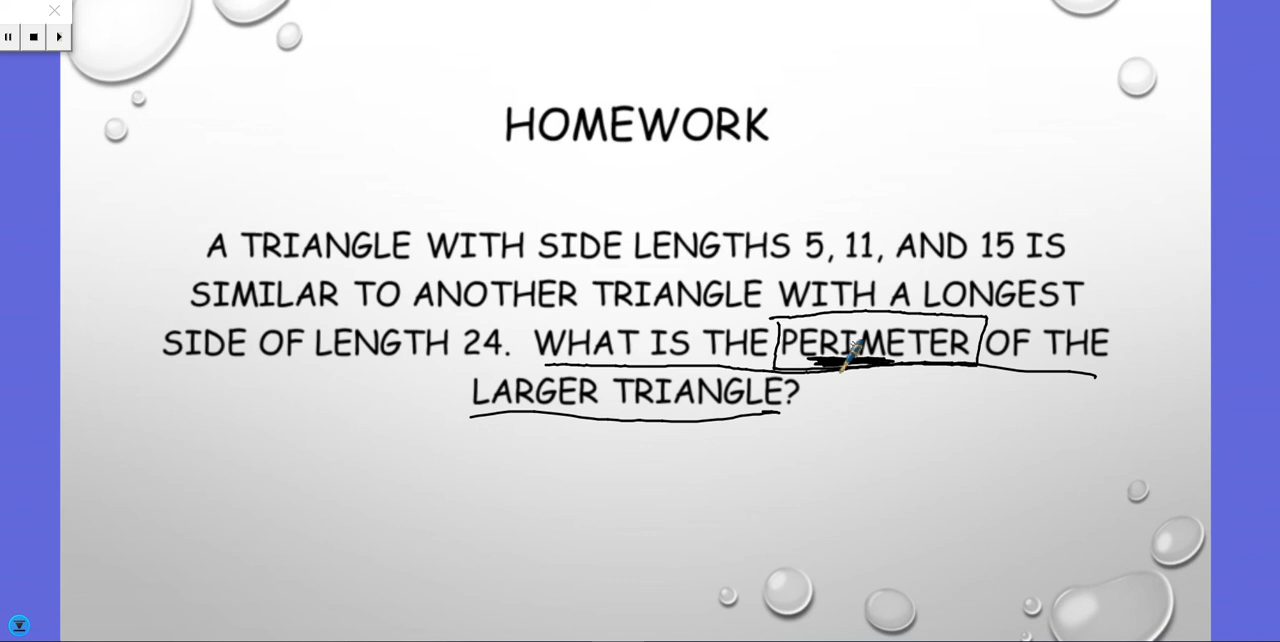 HOMEWORK
A TRIANGLE WITH SIDE LENGTHS 5, 11, AND 15 IS
SIMILAR TO ANOTHER TRIANGLE WITH A LONGEST
SIDE OF LENGTH 24. WHAT IS THE PERIMETER OF THE
LARGER TRIANGLE?